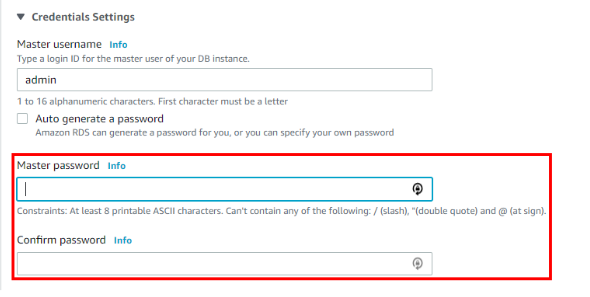 Credentials Settings
Master username Info
Type a login ID for the master user of your DB instance.
admin
1 to 16 alphanumeric characters. First character must be a letter
Auto generate a password
Amazon RDS can generate a password for you, or you can specify your own password
Master password Info
Constraints: At least 8 printable ASCII characters. Can't contain any of the following: / (slash), "(double quote) and @ (at sign).
Confirm password Info